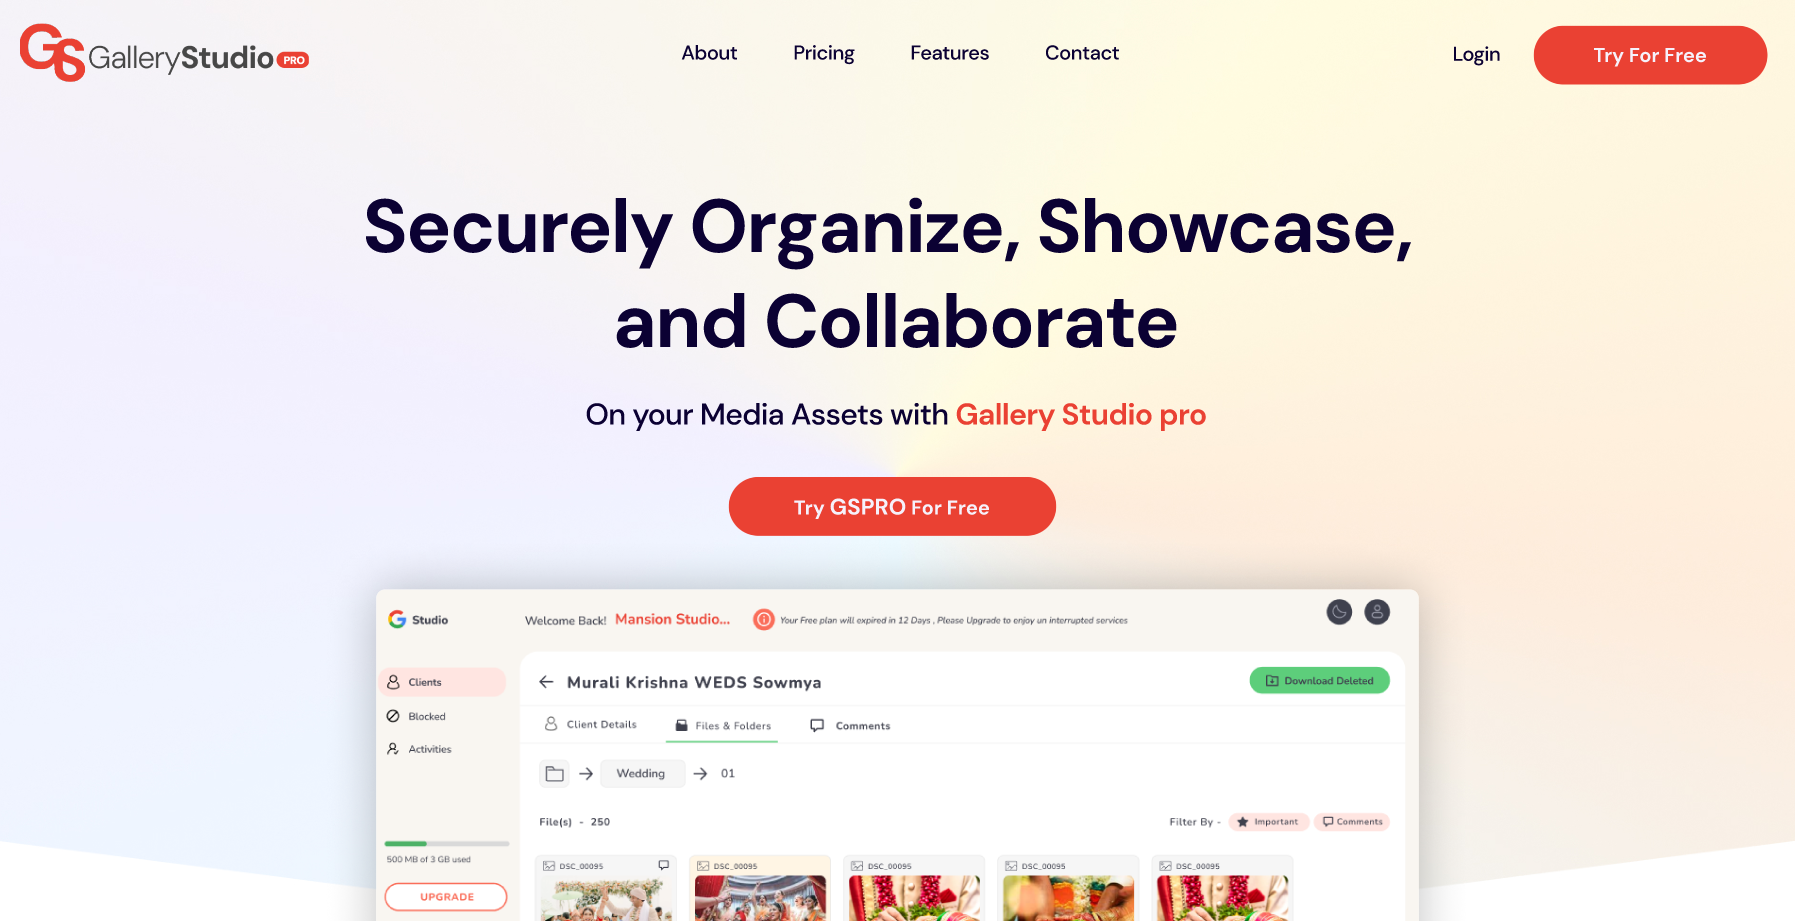 GS GalleryStudio PRO
About Pricing Features Contact
Login Try For Free
Securely Organize, Showcase,
and Collaborate
On your Media Assets with Gallery Studio pro
Try GSPRO For Free
G Studio
Welcome Back! Mansion Studio...
Your Free plan will expired in 12 Days , Please Upgrade to enjoy un interrupted services
Clients
Blocked
Activities
500 MB of 3 GB used
UPGRADE
Murali Krishna WEDS Sowmya
Download Deleted
Client Details Files & Folders Comments
Wedding 01
File(s) - 250
Filter By - Important Comments
DSC_00095 DSC_00095 DSC_00095 DSC_00095 DSC_00095